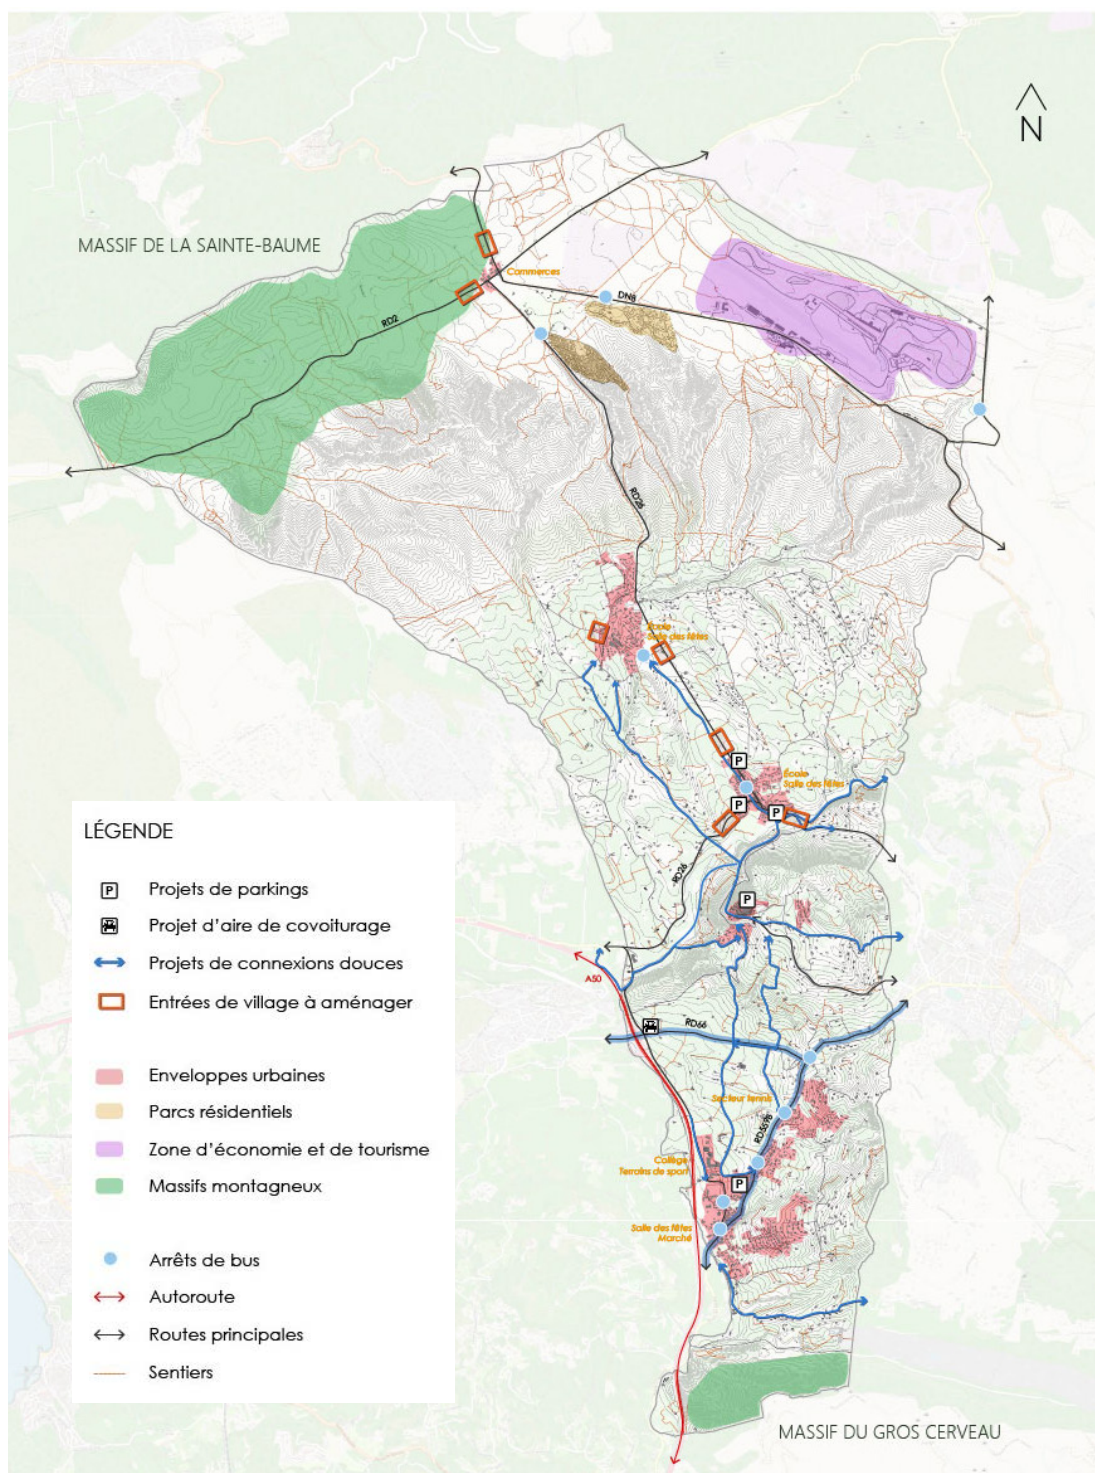 N
MASSIF DE LA SAINTE-BAUME
Commerces
DN8
RD2
RD26
École
Salle des fêtes
P
École
Salle des fêtes
P
P
RD26
P
A50
RD66
Secteur tennis
RD559B
Collège
Terrains de sport
P
Salle des fêtes
Marché
MASSIF DU GROS CERVEAU
LÉGENDE
P Projets de parkings
Projet d'aire de covoiturage
Projets de connexions douces
Entrées de village à aménager
Enveloppes urbaines
Parcs résidentiels
Zone d'économie et de tourisme
Massifs montagneux
Arrêts de bus
Autoroute
Routes principales
Sentiers